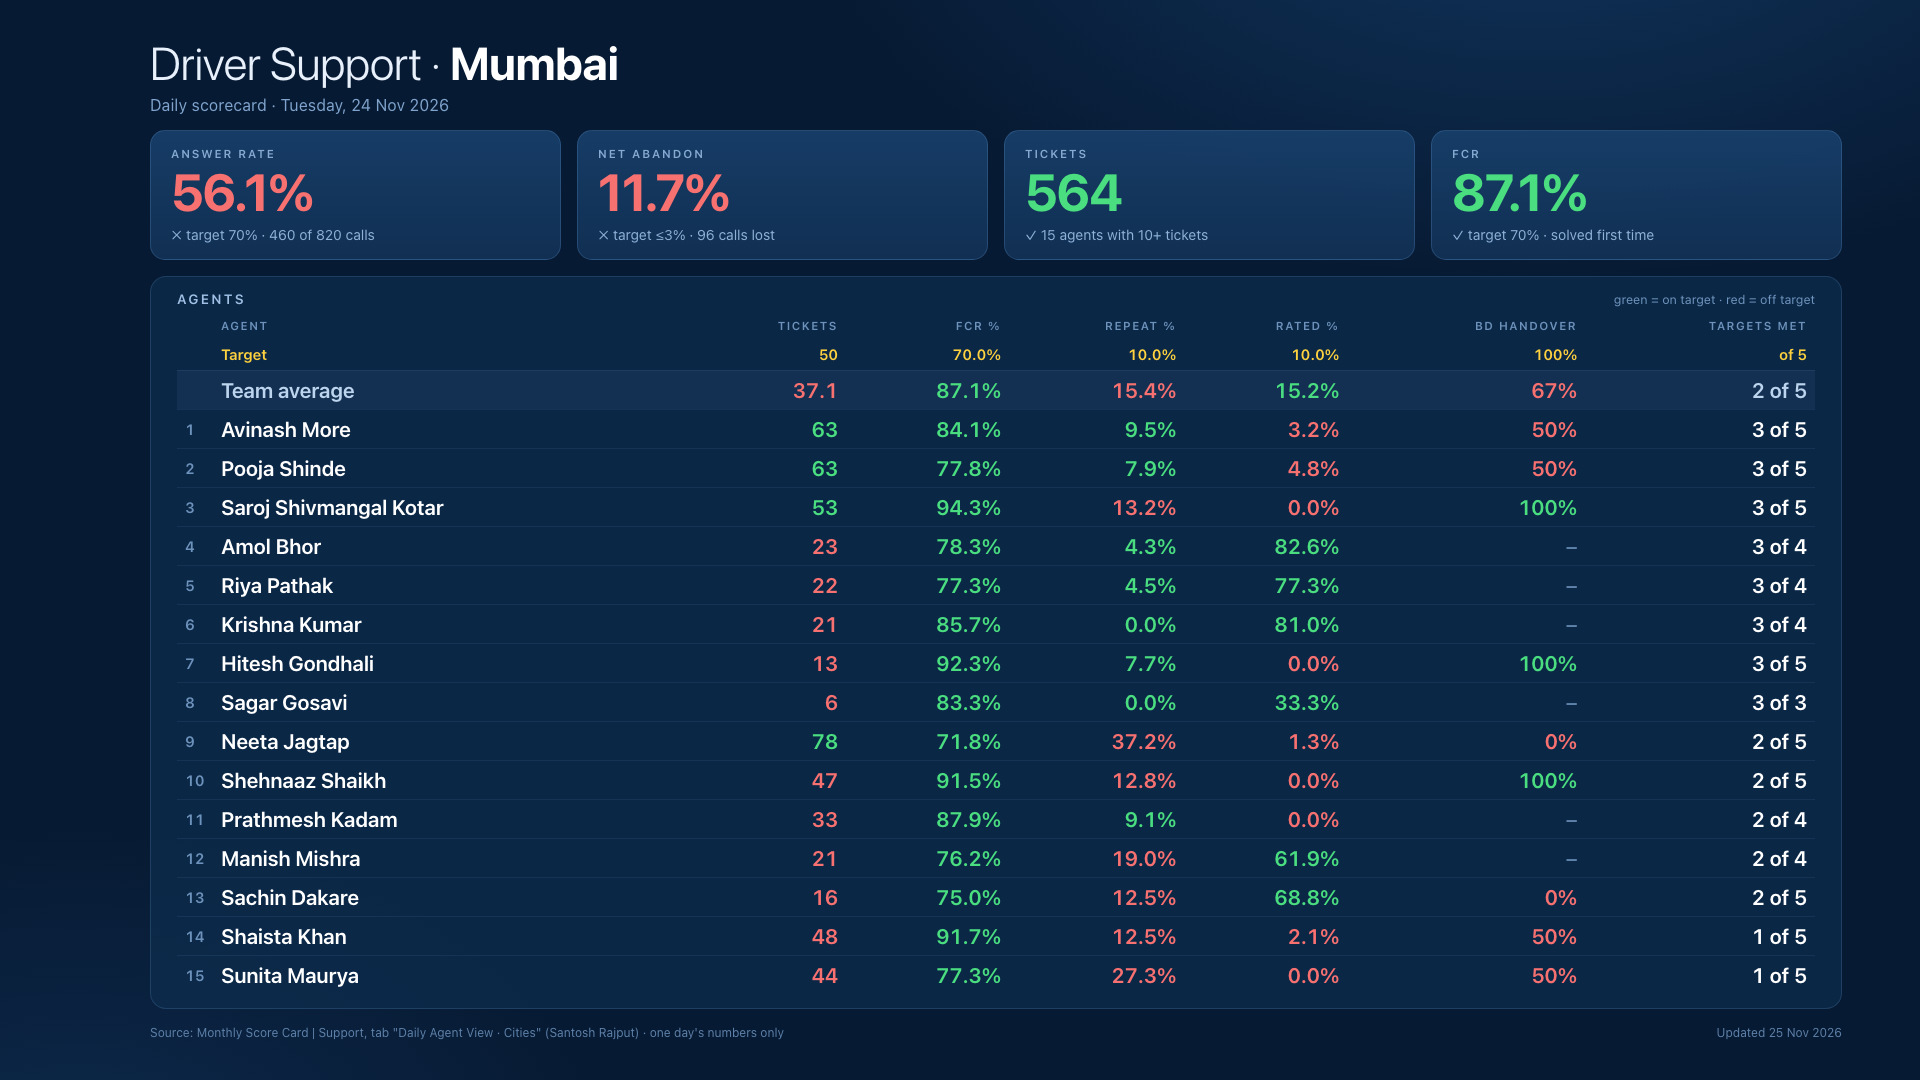 Driver Support · Mumbai
Daily scorecard · Tuesday, 24 Nov 2026
ANSWER RATE
56.1%
✕ target 70% · 460 of 820 calls
NET ABANDON
11.7%
✕ target ≤3% · 96 calls lost
TICKETS
564
✓ 15 agents with 10+ tickets
FCR
87.1%
✓ target 70% · solved first time
AGENTS green = on target · red = off target
AGENT TICKETS FCR % REPEAT % RATED % BD HANDOVER TARGETS MET
Target 50 70.0% 10.0% 10.0% 100% of 5
Team average 37.1 87.1% 15.4% 15.2% 67% 2 of 5
1 Avinash More 63 84.1% 9.5% 3.2% 50% 3 of 5
2 Pooja Shinde 63 77.8% 7.9% 4.8% 50% 3 of 5
3 Saroj Shivmangal Kotar 53 94.3% 13.2% 0.0% 100% 3 of 5
4 Amol Bhor 23 78.3% 4.3% 82.6% – 3 of 4
5 Riya Pathak 22 77.3% 4.5% 77.3% – 3 of 4
6 Krishna Kumar 21 85.7% 0.0% 81.0% – 3 of 4
7 Hitesh Gondhali 13 92.3% 7.7% 0.0% 100% 3 of 5
8 Sagar Gosavi 6 83.3% 0.0% 33.3% – 3 of 3
9 Neeta Jagtap 78 71.8% 37.2% 1.3% 0% 2 of 5
10 Shehnaaz Shaikh 47 91.5% 12.8% 0.0% 100% 2 of 5
11 Prathmesh Kadam 33 87.9% 9.1% 0.0% – 2 of 4
12 Manish Mishra 21 76.2% 19.0% 61.9% – 2 of 4
13 Sachin Dakare 16 75.0% 12.5% 68.8% 0% 2 of 5
14 Shaista Khan 48 91.7% 12.5% 2.1% 50% 1 of 5
15 Sunita Maurya 44 77.3% 27.3% 0.0% 50% 1 of 5
Source: Monthly Score Card | Support, tab "Daily Agent View · Cities" (Santosh Rajput) · one day's numbers only
Updated 25 Nov 2026